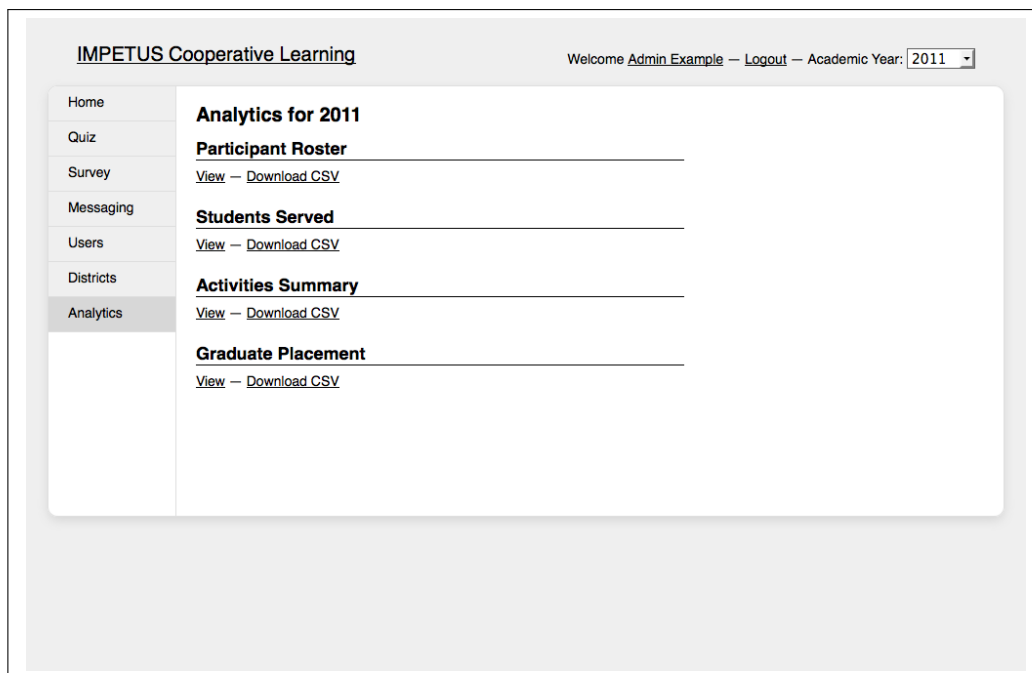 IMPETUS Cooperative Learning
Welcome Admin Example — Logout — Academic Year: 2011
Home
Quiz
Survey
Messaging
Users
Districts
Analytics
Analytics for 2011
Participant Roster
View — Download CSV
Students Served
View — Download CSV
Activities Summary
View — Download CSV
Graduate Placement
View — Download CSV